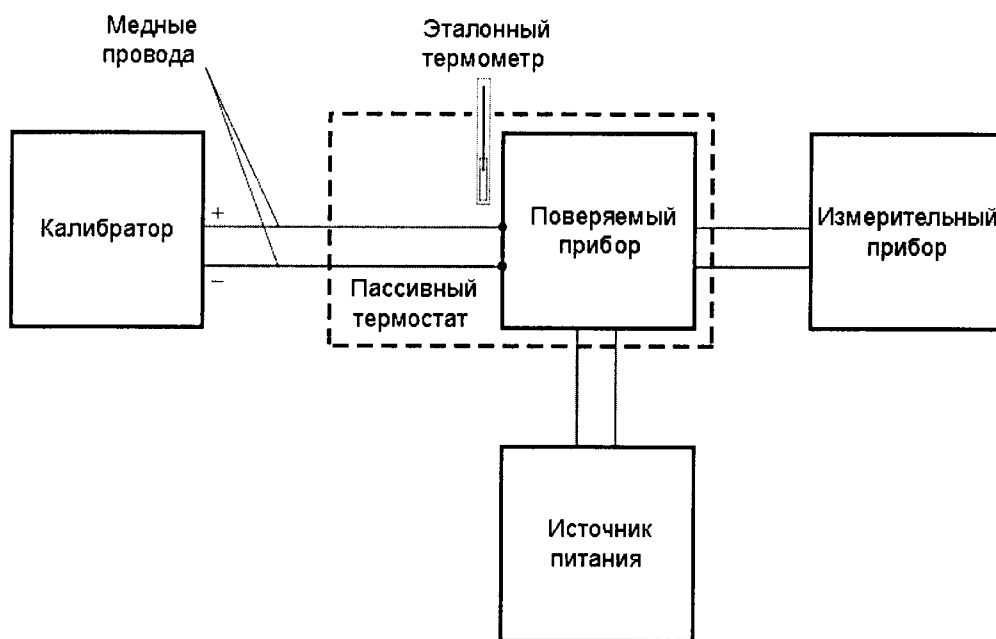 Медные
провода
Эталонный
термометр
Калибратор
+
–
Пассивный
термостат
Поверяемый
прибор
Измерительный
прибор
Источник
питания